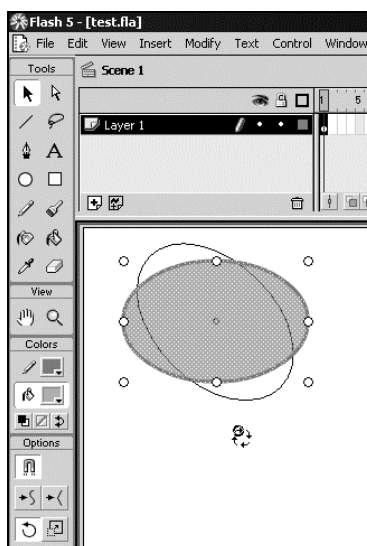 Flash 5 - [test.fla]
File Edit View Insert Modify Text Control Window
Tools
Scene 1
1 5
Layer 1
A
View
Colors
Options